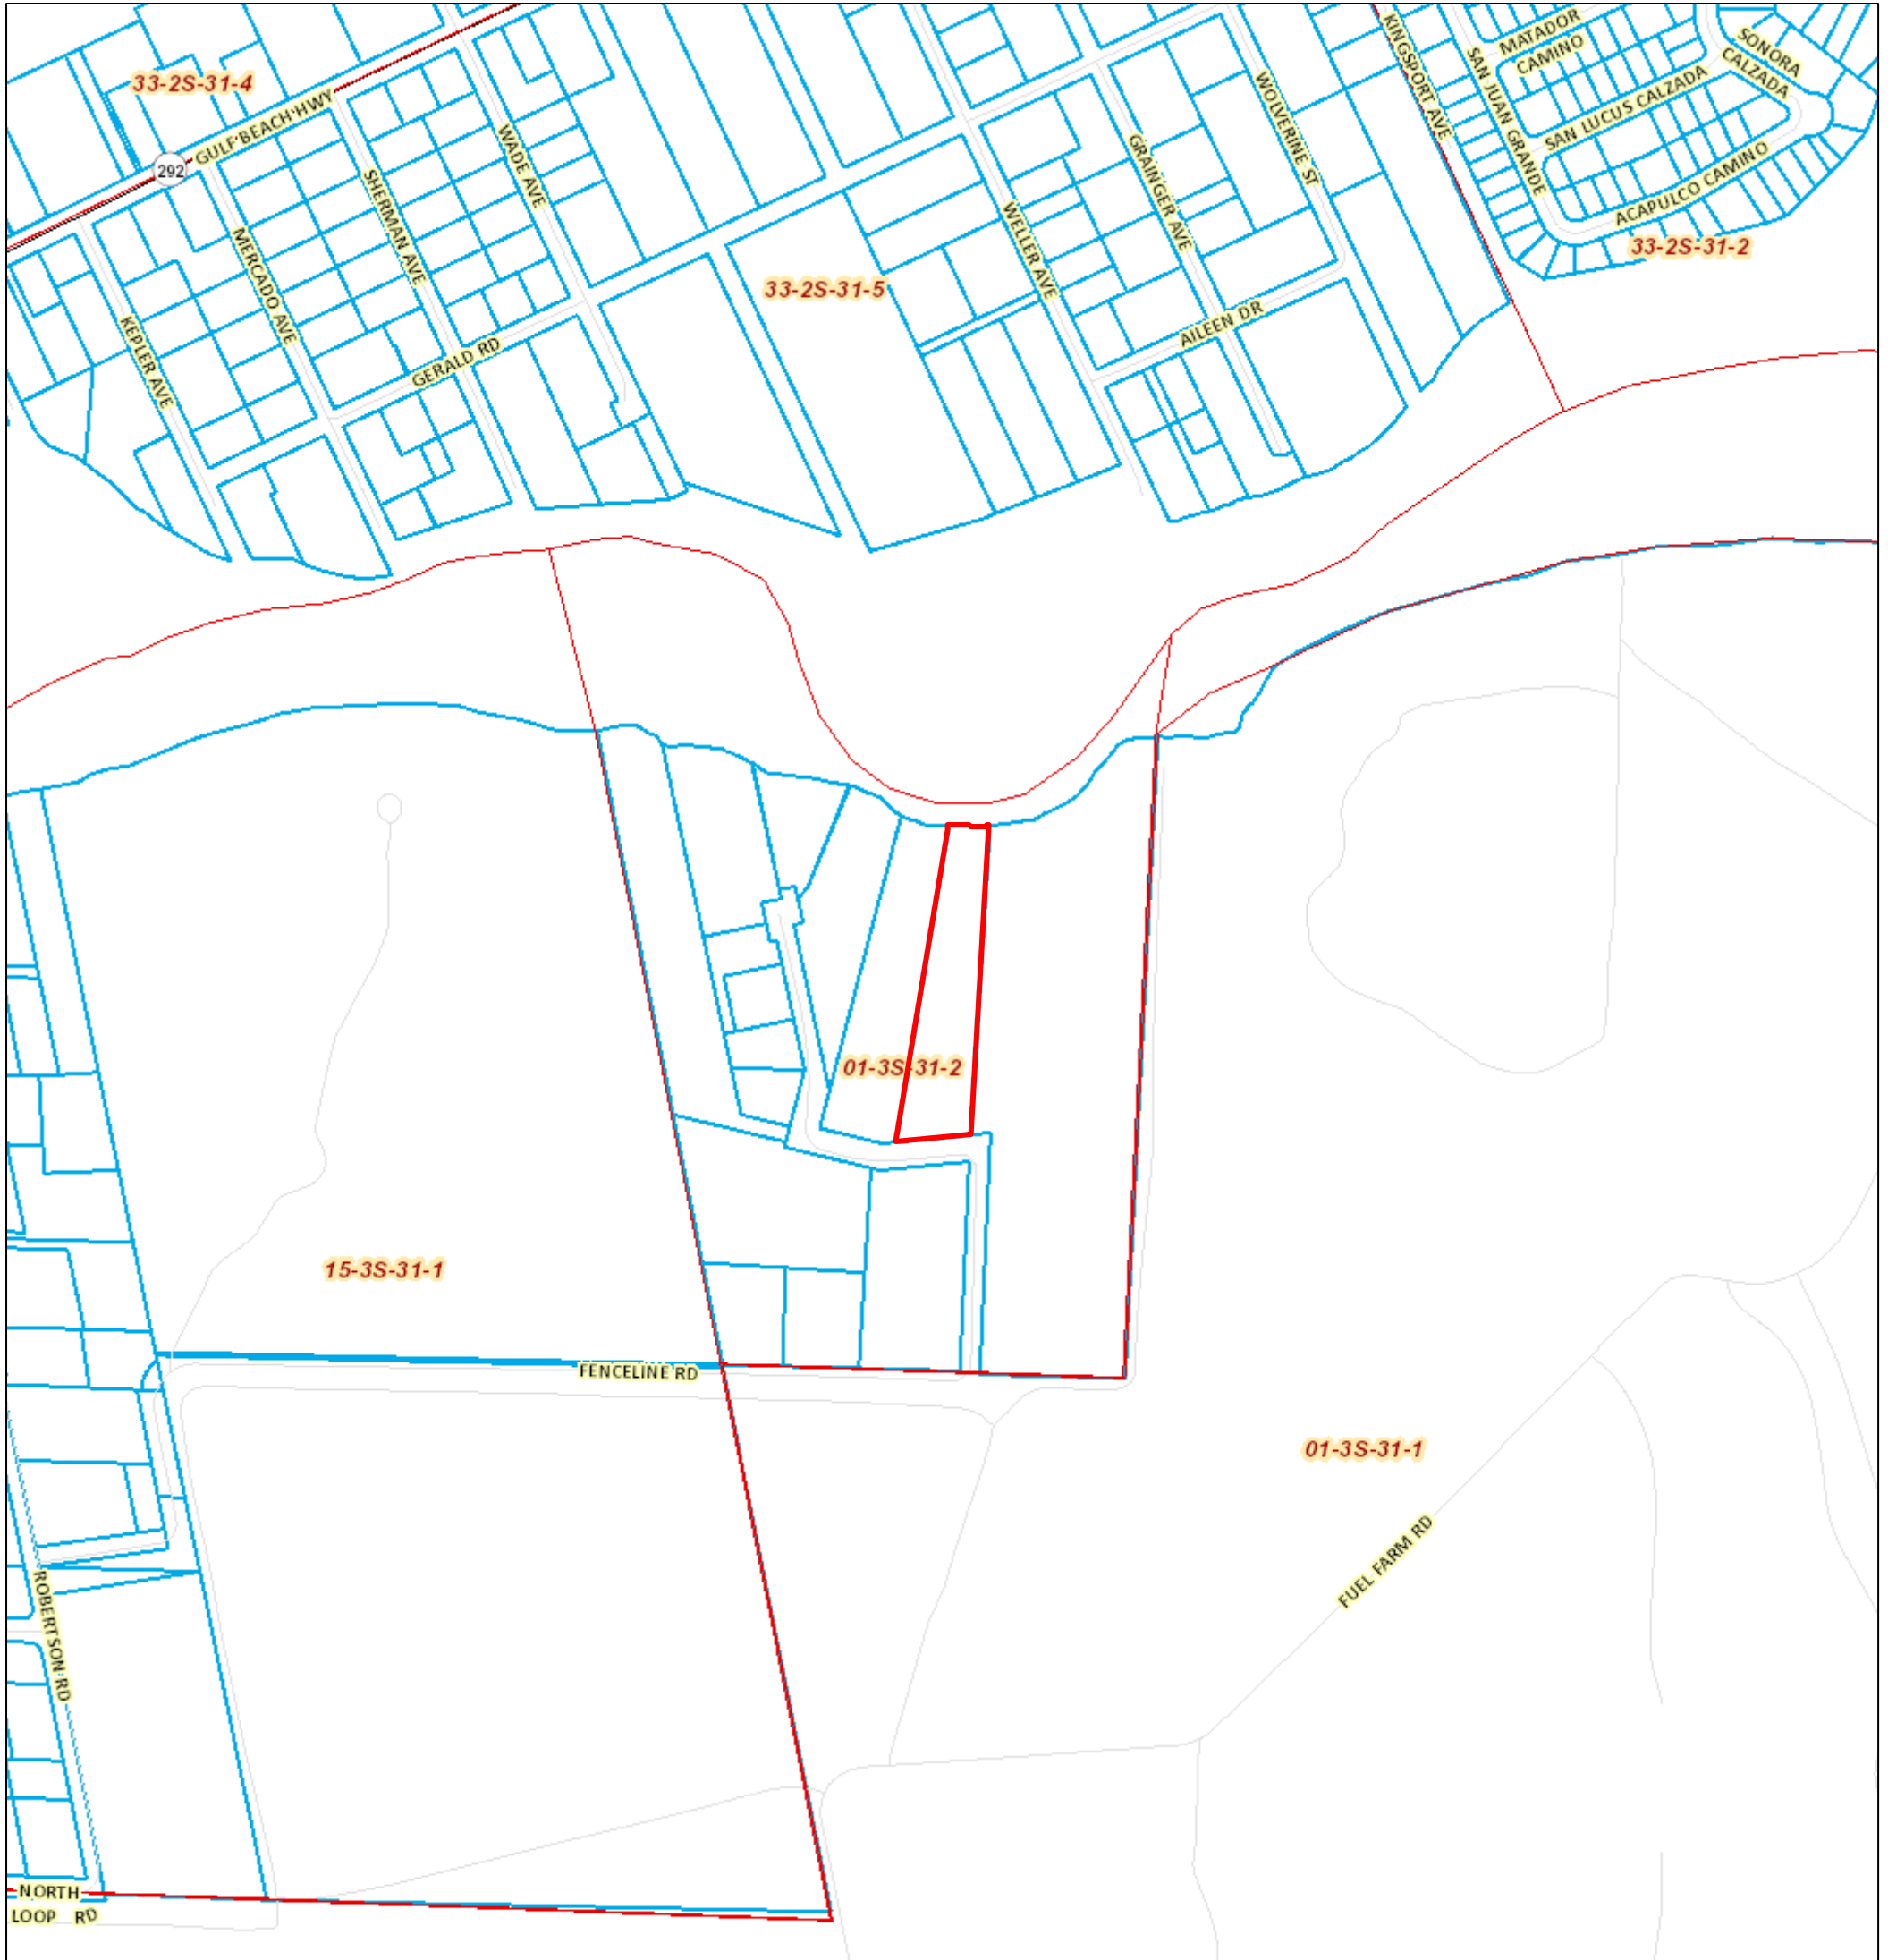 MATADOR
CAMINO
SONORA
CALZADA
KINGSPORT AVE
SAN JUAN GRANDE
SAN LUCUS CALZADA
ACAPULCO CAMINO
33-2S-31-2
33-2S-31-4
GULF BEACH HWY
292
WADE AVE
SHERMAN AVE
MERCADO AVE
KEPLER AVE
GERALD RD
33-2S-31-5
WELLER AVE
GRAINGER AVE
WOLVERINE ST
AILEEN DR
01-3S-31-2
15-3S-31-1
FENCELINE RD
01-3S-31-1
FUEL FARM RD
ROBERTSON RD
NORTH
LOOP RD